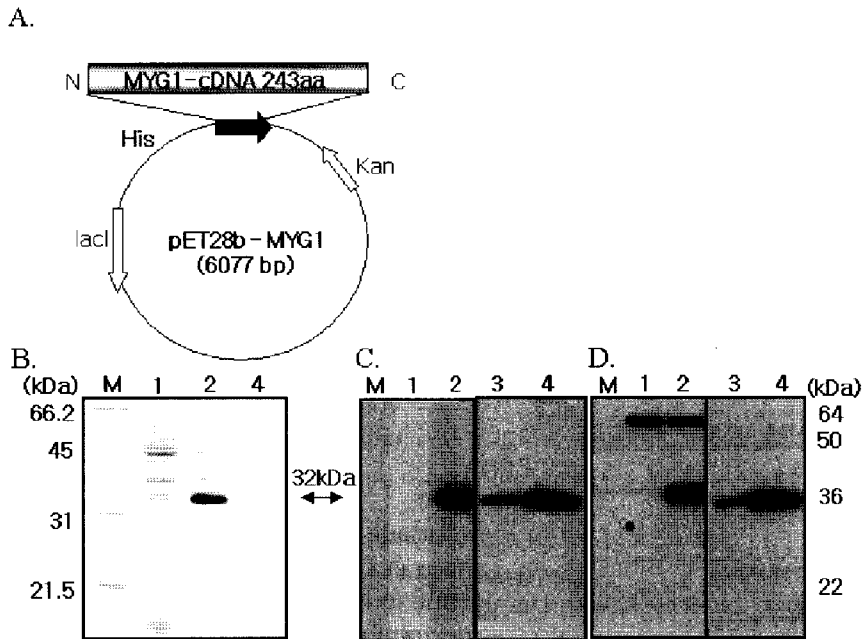 A.
N MYG1-cDNA 243aa C
His
Kan
lacI
pET28b-MYG1
(6077 bp)
B. C. D.
(kDa) M 1 2 4 M 1 2 3 4 M 1 2 3 4 (kDa)
66.2
45
31
21.5
32kDa
64
50
36
22